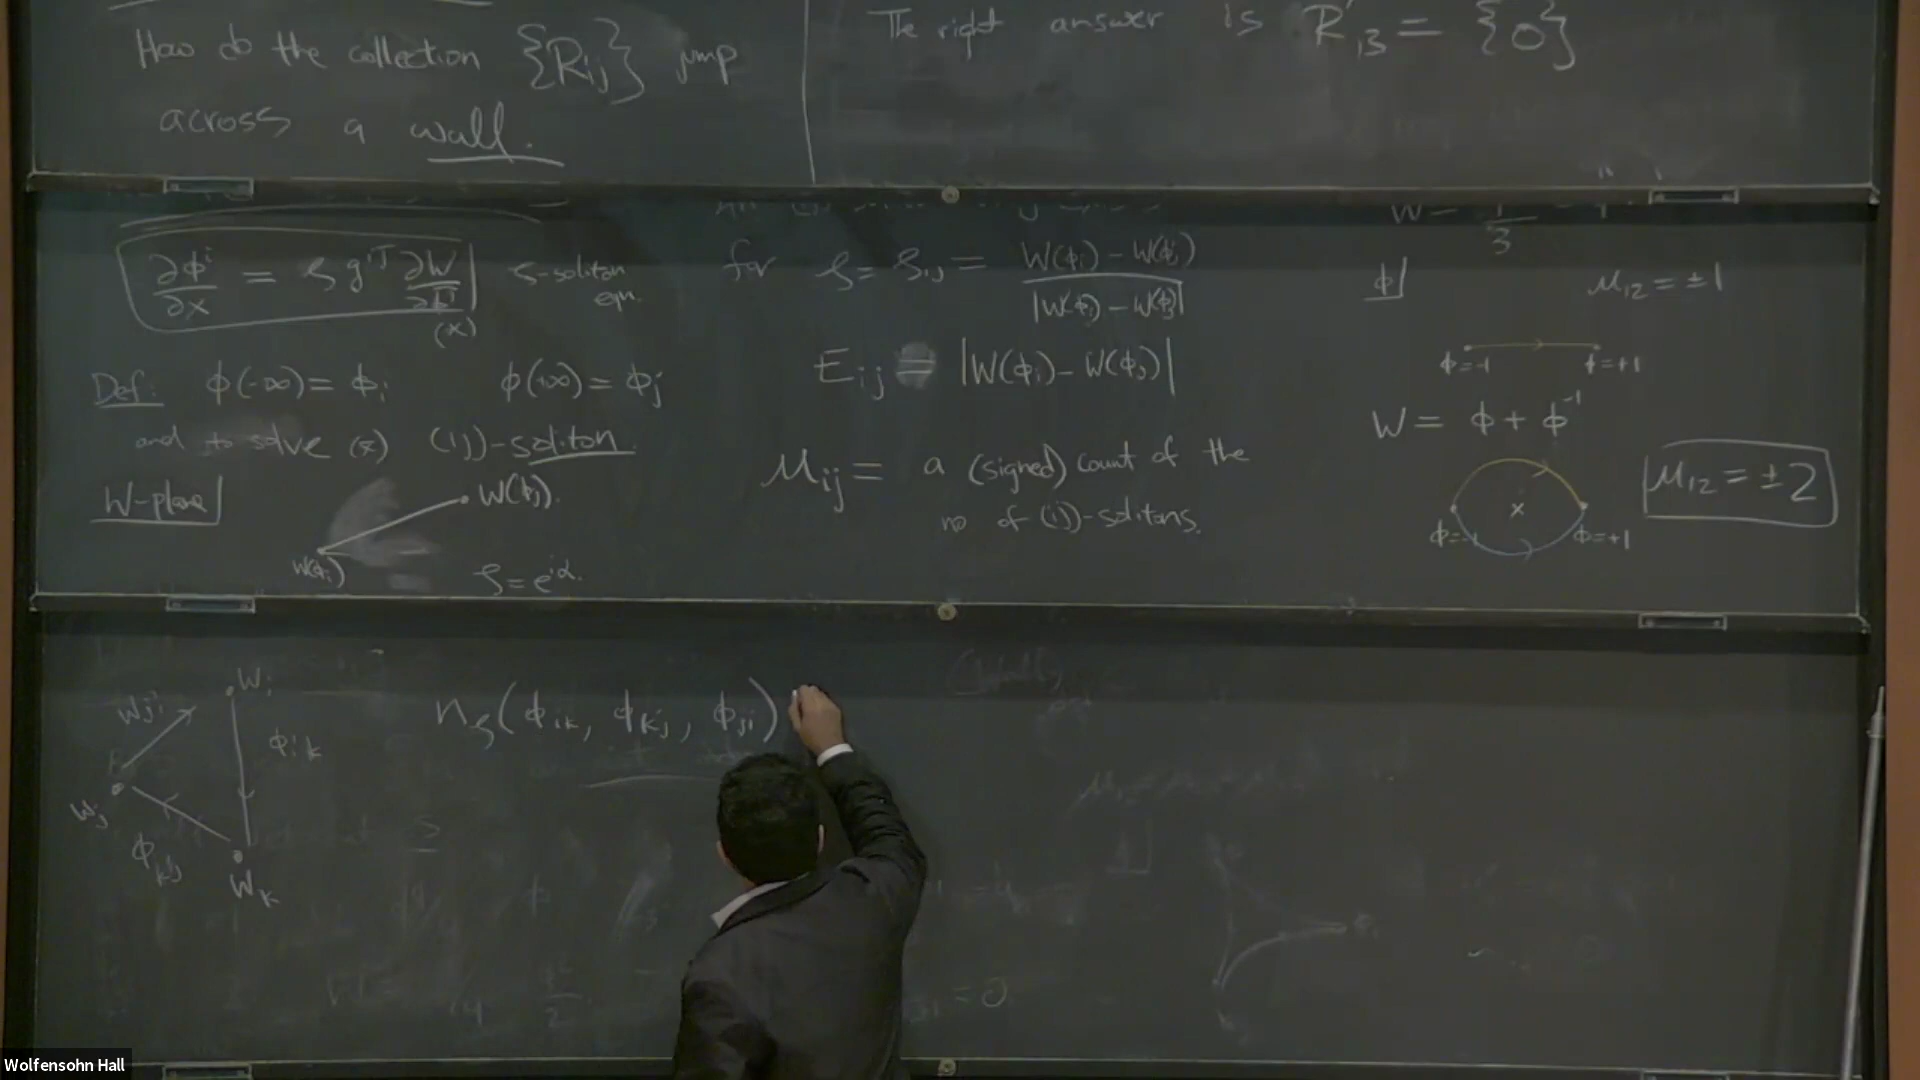 How do the collection {R_ij} jump
across a wall.
The right answer is R'_13 = {0}
∂φ^i/∂x = ζ g^{iJ̄} ∂W̄/∂φ̄^J ζ-soliton eqn.
(*)
Def: φ(-∞) = φ_i φ(+∞) = φ_j
and to solve (*) (ij)-soliton.
W-plane
W(φ_j).
W(φ_i)
ζ = e^{iα}.
for ζ = ζ_ij = W(φ_i) - W(φ_j) / |W(φ_i) - W(φ_j)|
E_ij = |W(φ_i) - W(φ_j)|
μ_ij = a (signed) count of the
no of (ij)-solitons.
φ
μ_12 = ±1
φ=-1 φ=+1
W = φ + φ^{-1}
μ_12 = ±2
φ=-1 φ=+1
W_i
W_ji
φ_ik
W_j
φ_kj
W_k
n_ζ(φ_ik, φ_kj, φ_ji)
= 0
Wolfensohn Hall